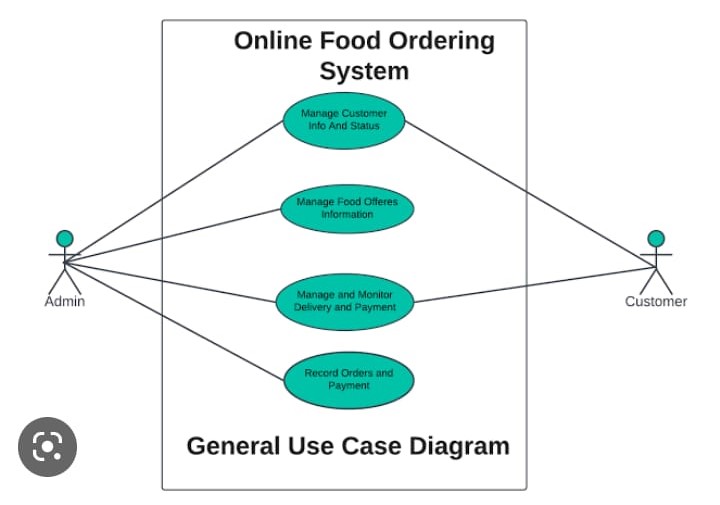 Online Food Ordering
System
Manage Customer
Info And Status
Manage Food Offeres
Information
Admin
Customer
Manage and Monitor
Delivery and Payment
Record Orders and
Payment
General Use Case Diagram